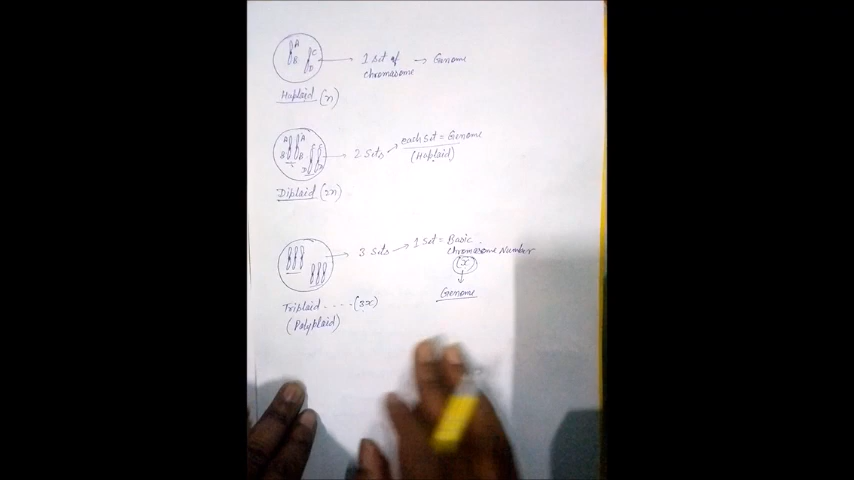 A
B
C
D
1 Set of → Genome
chromosome
Haploid (n)
A A
B B
2 Sets
each set = Genome
(Haploid)
Diploid (2n)
3 Sets
1 Set = Basic
chromosome Number
(x)
Genome
Triploid .... (3x)
(Polyploid)